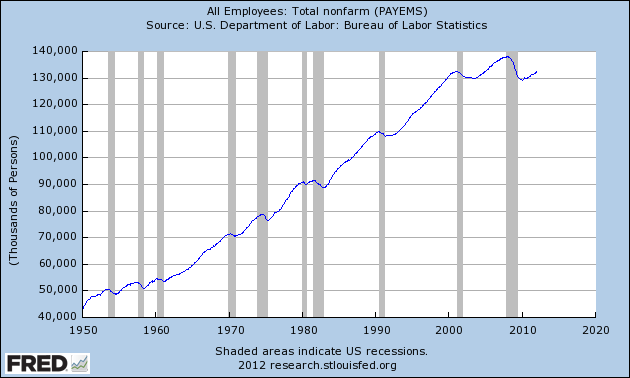 All Employees: Total nonfarm (PAYEMS)
Source: U.S. Department of Labor: Bureau of Labor Statistics
(Thousands of Persons)
140,000
130,000
120,000
110,000
100,000
90,000
80,000
70,000
60,000
50,000
40,000
1950 1960 1970 1980 1990 2000 2010 2020
Shaded areas indicate US recessions.
2012 research.stlouisfed.org
FRED